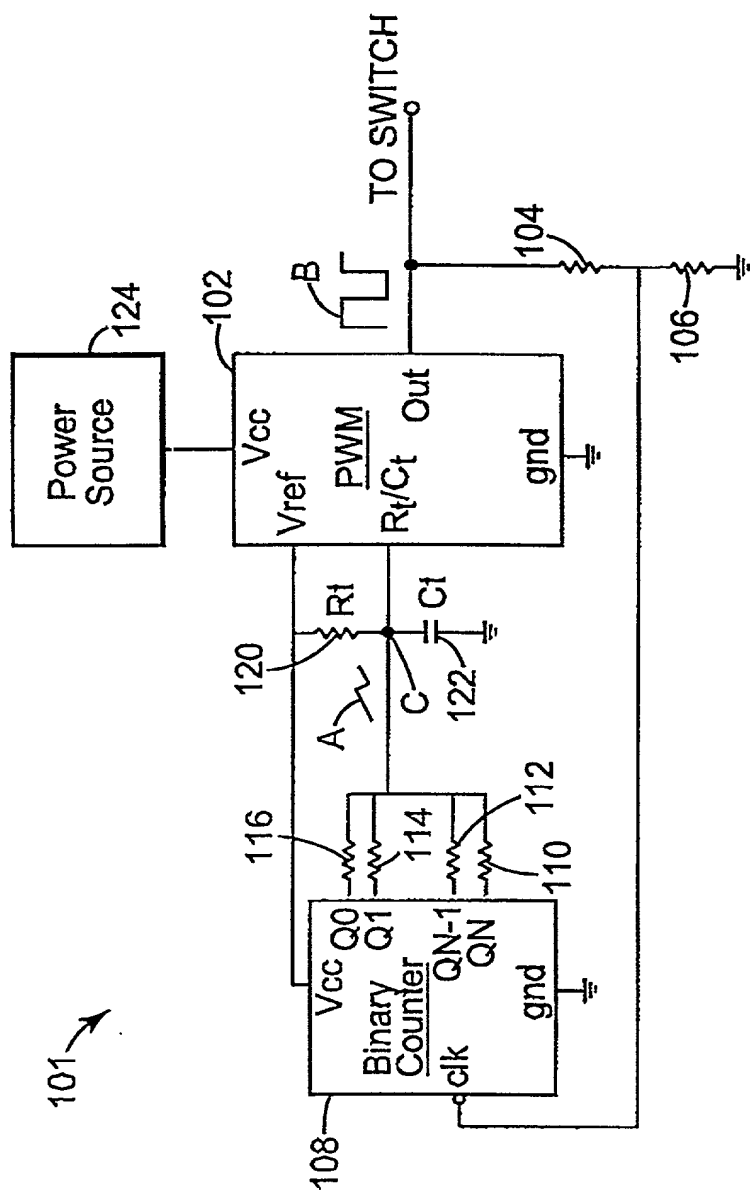 101
124
Power
Source
102
Vcc
Vref
PWM
Rt/Ct
Out
gnd
B
TO SWITCH
104
106
120
Rt
A
C
Ct
122
116
114
112
110
108
Vcc
Q0
Q1
Binary
Counter
QN-1
QN
clk
gnd